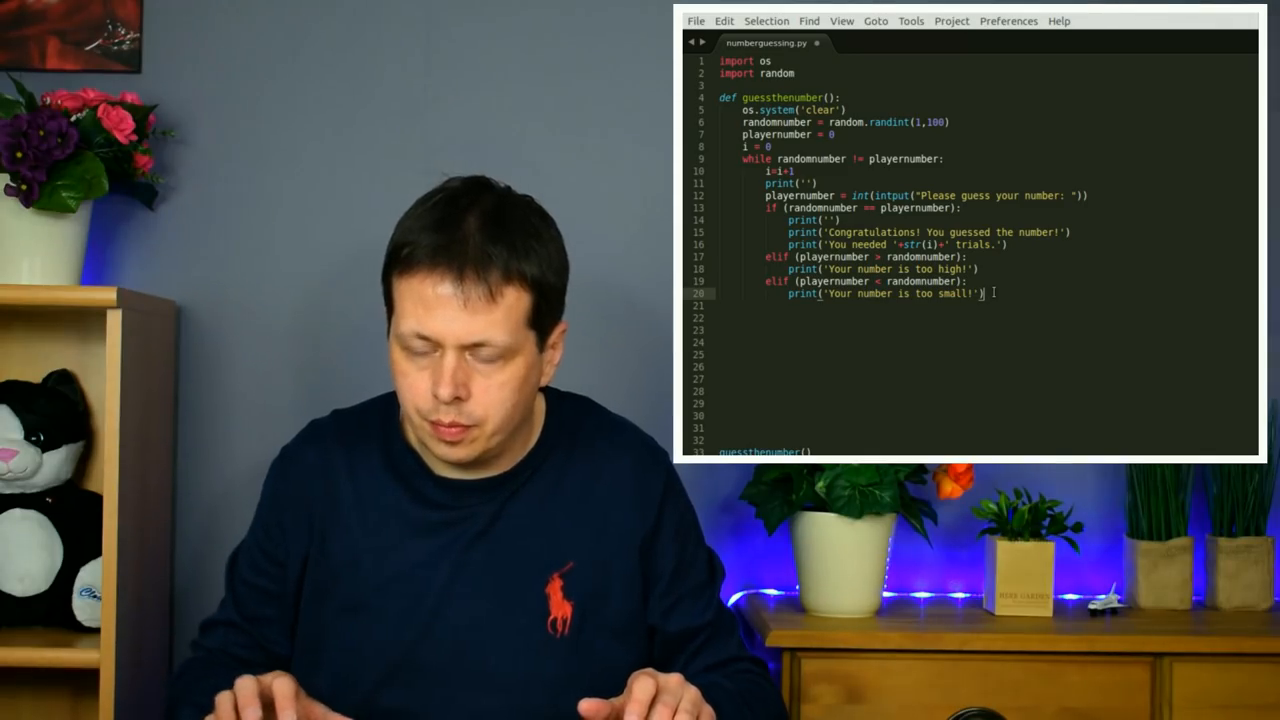 File Edit Selection Find View Goto Tools Project Preferences Help
numberguessing.py
1 import os
2 import random
3
4 def guessthenumber():
5 os.system('clear')
6 randomnumber = random.randint(1,100)
7 playernumber = 0
8 i = 0
9 while randomnumber != playernumber:
10 i=i+1
11 print('')
12 playernumber = int(intput("Please guess your number: "))
13 if (randomnumber == playernumber):
14 print('')
15 print('Congratulations! You guessed the number!')
16 print('You needed '+str(i)+' trials.')
17 elif (playernumber > randomnumber):
18 print('Your number is too high!')
19 elif (playernumber < randomnumber):
20 print('Your number is too small!')
21
22
23
24
25
26
27
28
29
30
31
32
33 guessthenumber()
HERB GARDEN